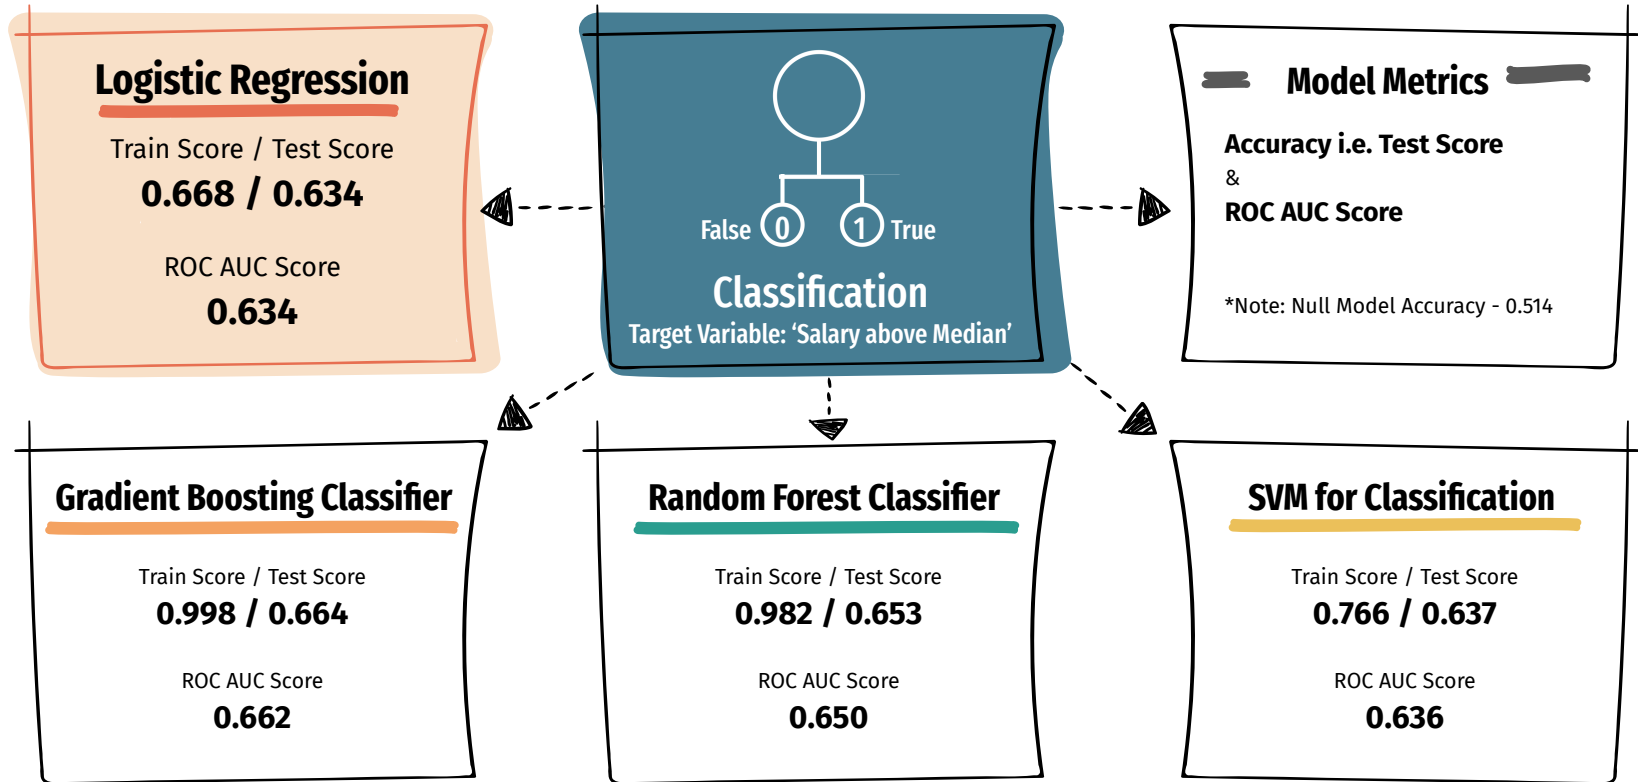 Logistic Regression
Train Score / Test Score
0.668 / 0.634
ROC AUC Score
0.634
False 0 1 True
Classification
Target Variable: ‘Salary above Median’
Model Metrics
Accuracy i.e. Test Score
&
ROC AUC Score
*Note: Null Model Accuracy - 0.514
Gradient Boosting Classifier
Train Score / Test Score
0.998 / 0.664
ROC AUC Score
0.662
Random Forest Classifier
Train Score / Test Score
0.982 / 0.653
ROC AUC Score
0.650
SVM for Classification
Train Score / Test Score
0.766 / 0.637
ROC AUC Score
0.636